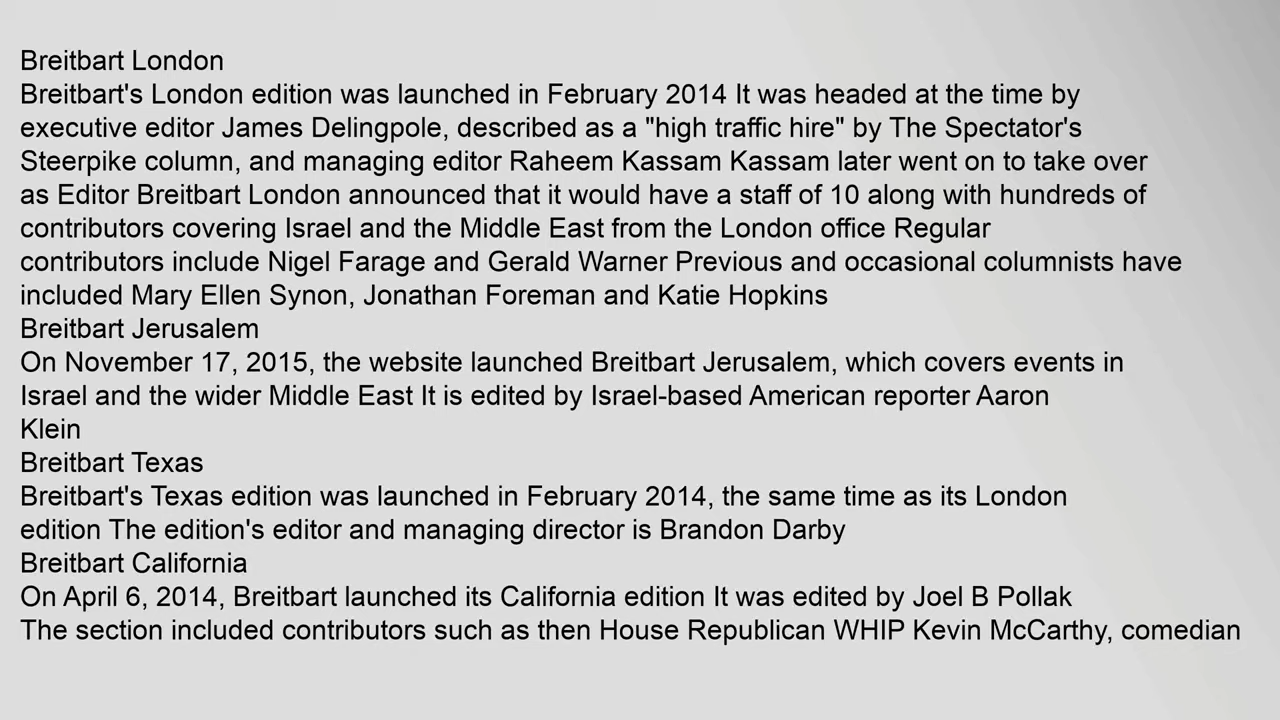 Breitbart London
Breitbart's London edition was launched in February 2014 It was headed at the time by
executive editor James Delingpole, described as a "high traffic hire" by The Spectator's
Steerpike column, and managing editor Raheem Kassam Kassam later went on to take over
as Editor Breitbart London announced that it would have a staff of 10 along with hundreds of
contributors covering Israel and the Middle East from the London office Regular
contributors include Nigel Farage and Gerald Warner Previous and occasional columnists have
included Mary Ellen Synon, Jonathan Foreman and Katie Hopkins
Breitbart Jerusalem
On November 17, 2015, the website launched Breitbart Jerusalem, which covers events in
Israel and the wider Middle East It is edited by Israel-based American reporter Aaron
Klein
Breitbart Texas
Breitbart's Texas edition was launched in February 2014, the same time as its London
edition The edition's editor and managing director is Brandon Darby
Breitbart California
On April 6, 2014, Breitbart launched its California edition It was edited by Joel B Pollak
The section included contributors such as then House Republican WHIP Kevin McCarthy, comedian